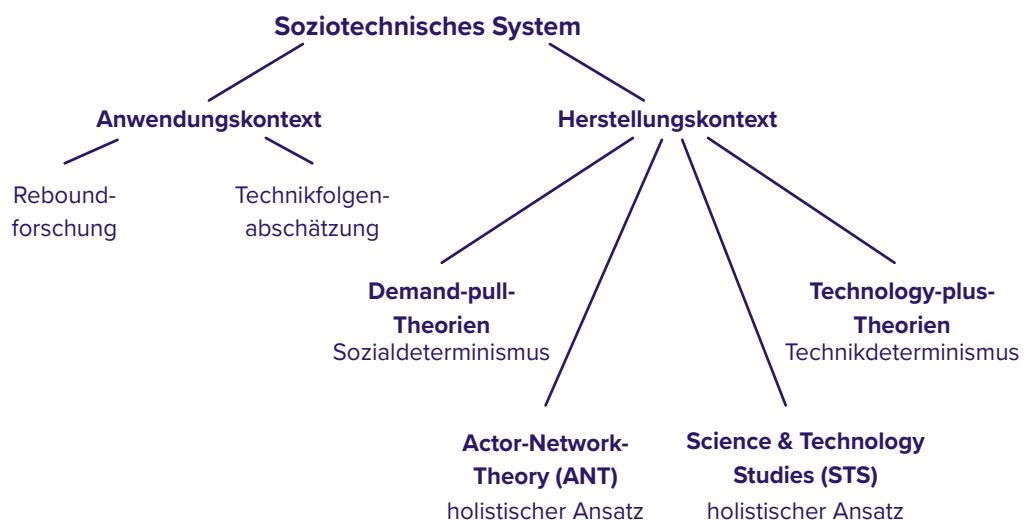 Soziotechnisches System
Anwendungskontext
Herstellungskontext
Rebound-
forschung
Technikfolgen-
abschätzung
Demand-pull-
Theorien
Sozialdeterminismus
Technology-plus-
Theorien
Technikdeterminismus
Actor-Network-
Theory (ANT)
holistischer Ansatz
Science & Technology
Studies (STS)
holistischer Ansatz